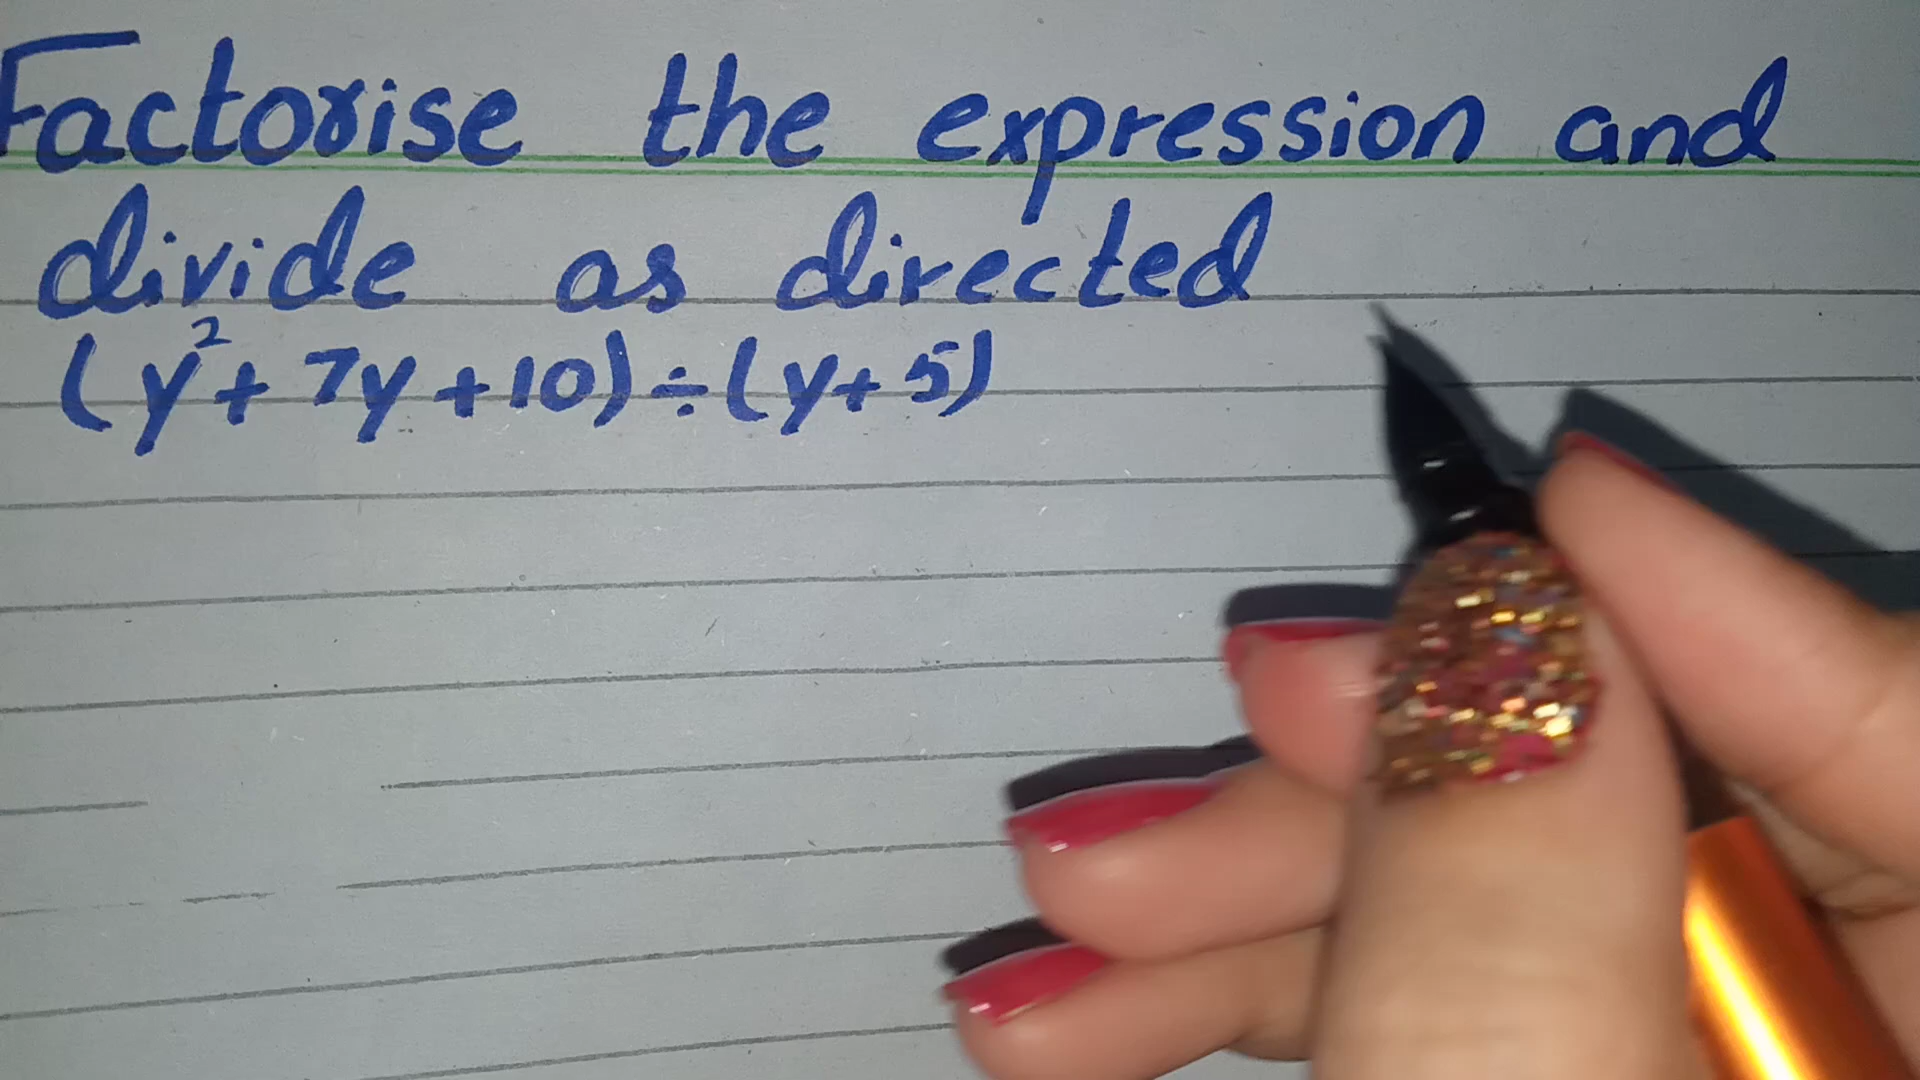 Factorise the expression and
divide as directed
(y² + 7y + 10) ÷ (y + 5)